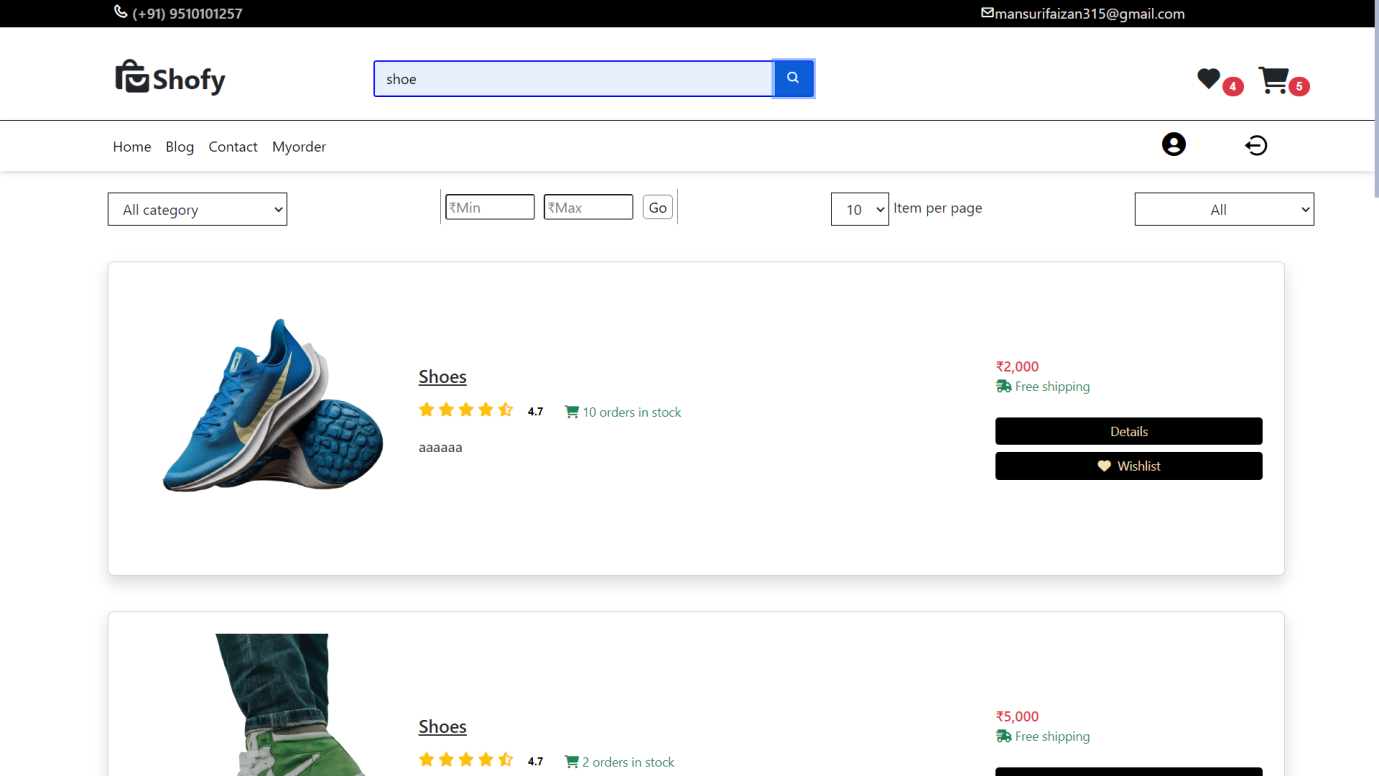 (+91) 9510101257
mansurifaizan315@gmail.com
Shofy
shoe
4
5
Home Blog Contact Myorder
All category
₹Min ₹Max Go
10 Item per page
All
Shoes
4.7 10 orders in stock
aaaaaa
₹2,000
Free shipping
Details
Wishlist
Shoes
4.7 2 orders in stock
₹5,000
Free shipping